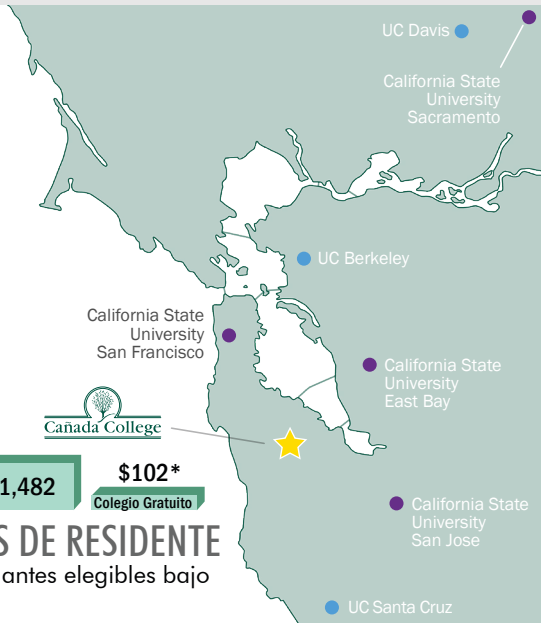 UC Davis
California State
University
Sacramento
UC Berkeley
California State
University
San Francisco
California State
University
East Bay
Cañada College
1,482
$102*
Colegio Gratuito
California State
University
San Jose
S DE RESIDENTE
antes elegibles bajo
UC Santa Cruz